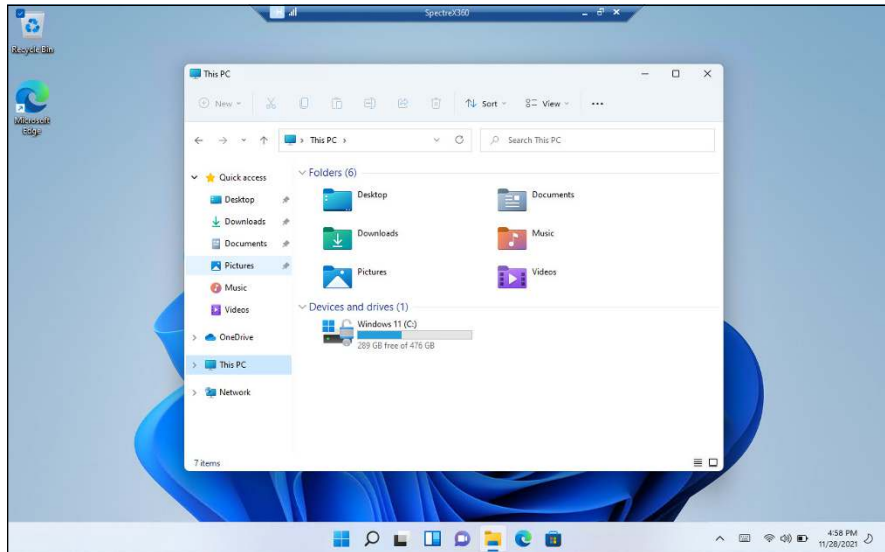 SpectreX360
Recycle Bin
Microsoft
Edge
This PC
New
Sort
View
This PC
Search This PC
Quick access
Desktop
Downloads
Documents
Pictures
Music
Videos
OneDrive
This PC
Network
Folders (6)
Desktop
Documents
Downloads
Music
Pictures
Videos
Devices and drives (1)
Windows 11 (C:)
289 GB free of 476 GB
7 items
4:58 PM
11/28/2021